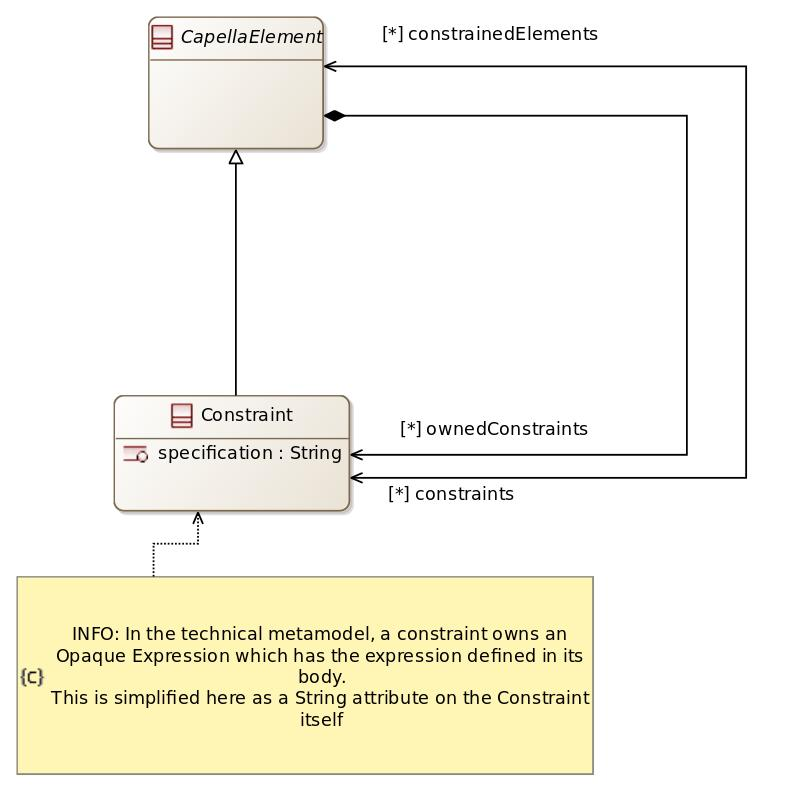 CapellaElement
[*] constrainedElements
Constraint
specification : String
[*] ownedConstraints
[*] constraints
{c}
INFO: In the technical metamodel, a constraint owns an
Opaque Expression which has the expression defined in its
body.
This is simplified here as a String attribute on the Constraint
itself